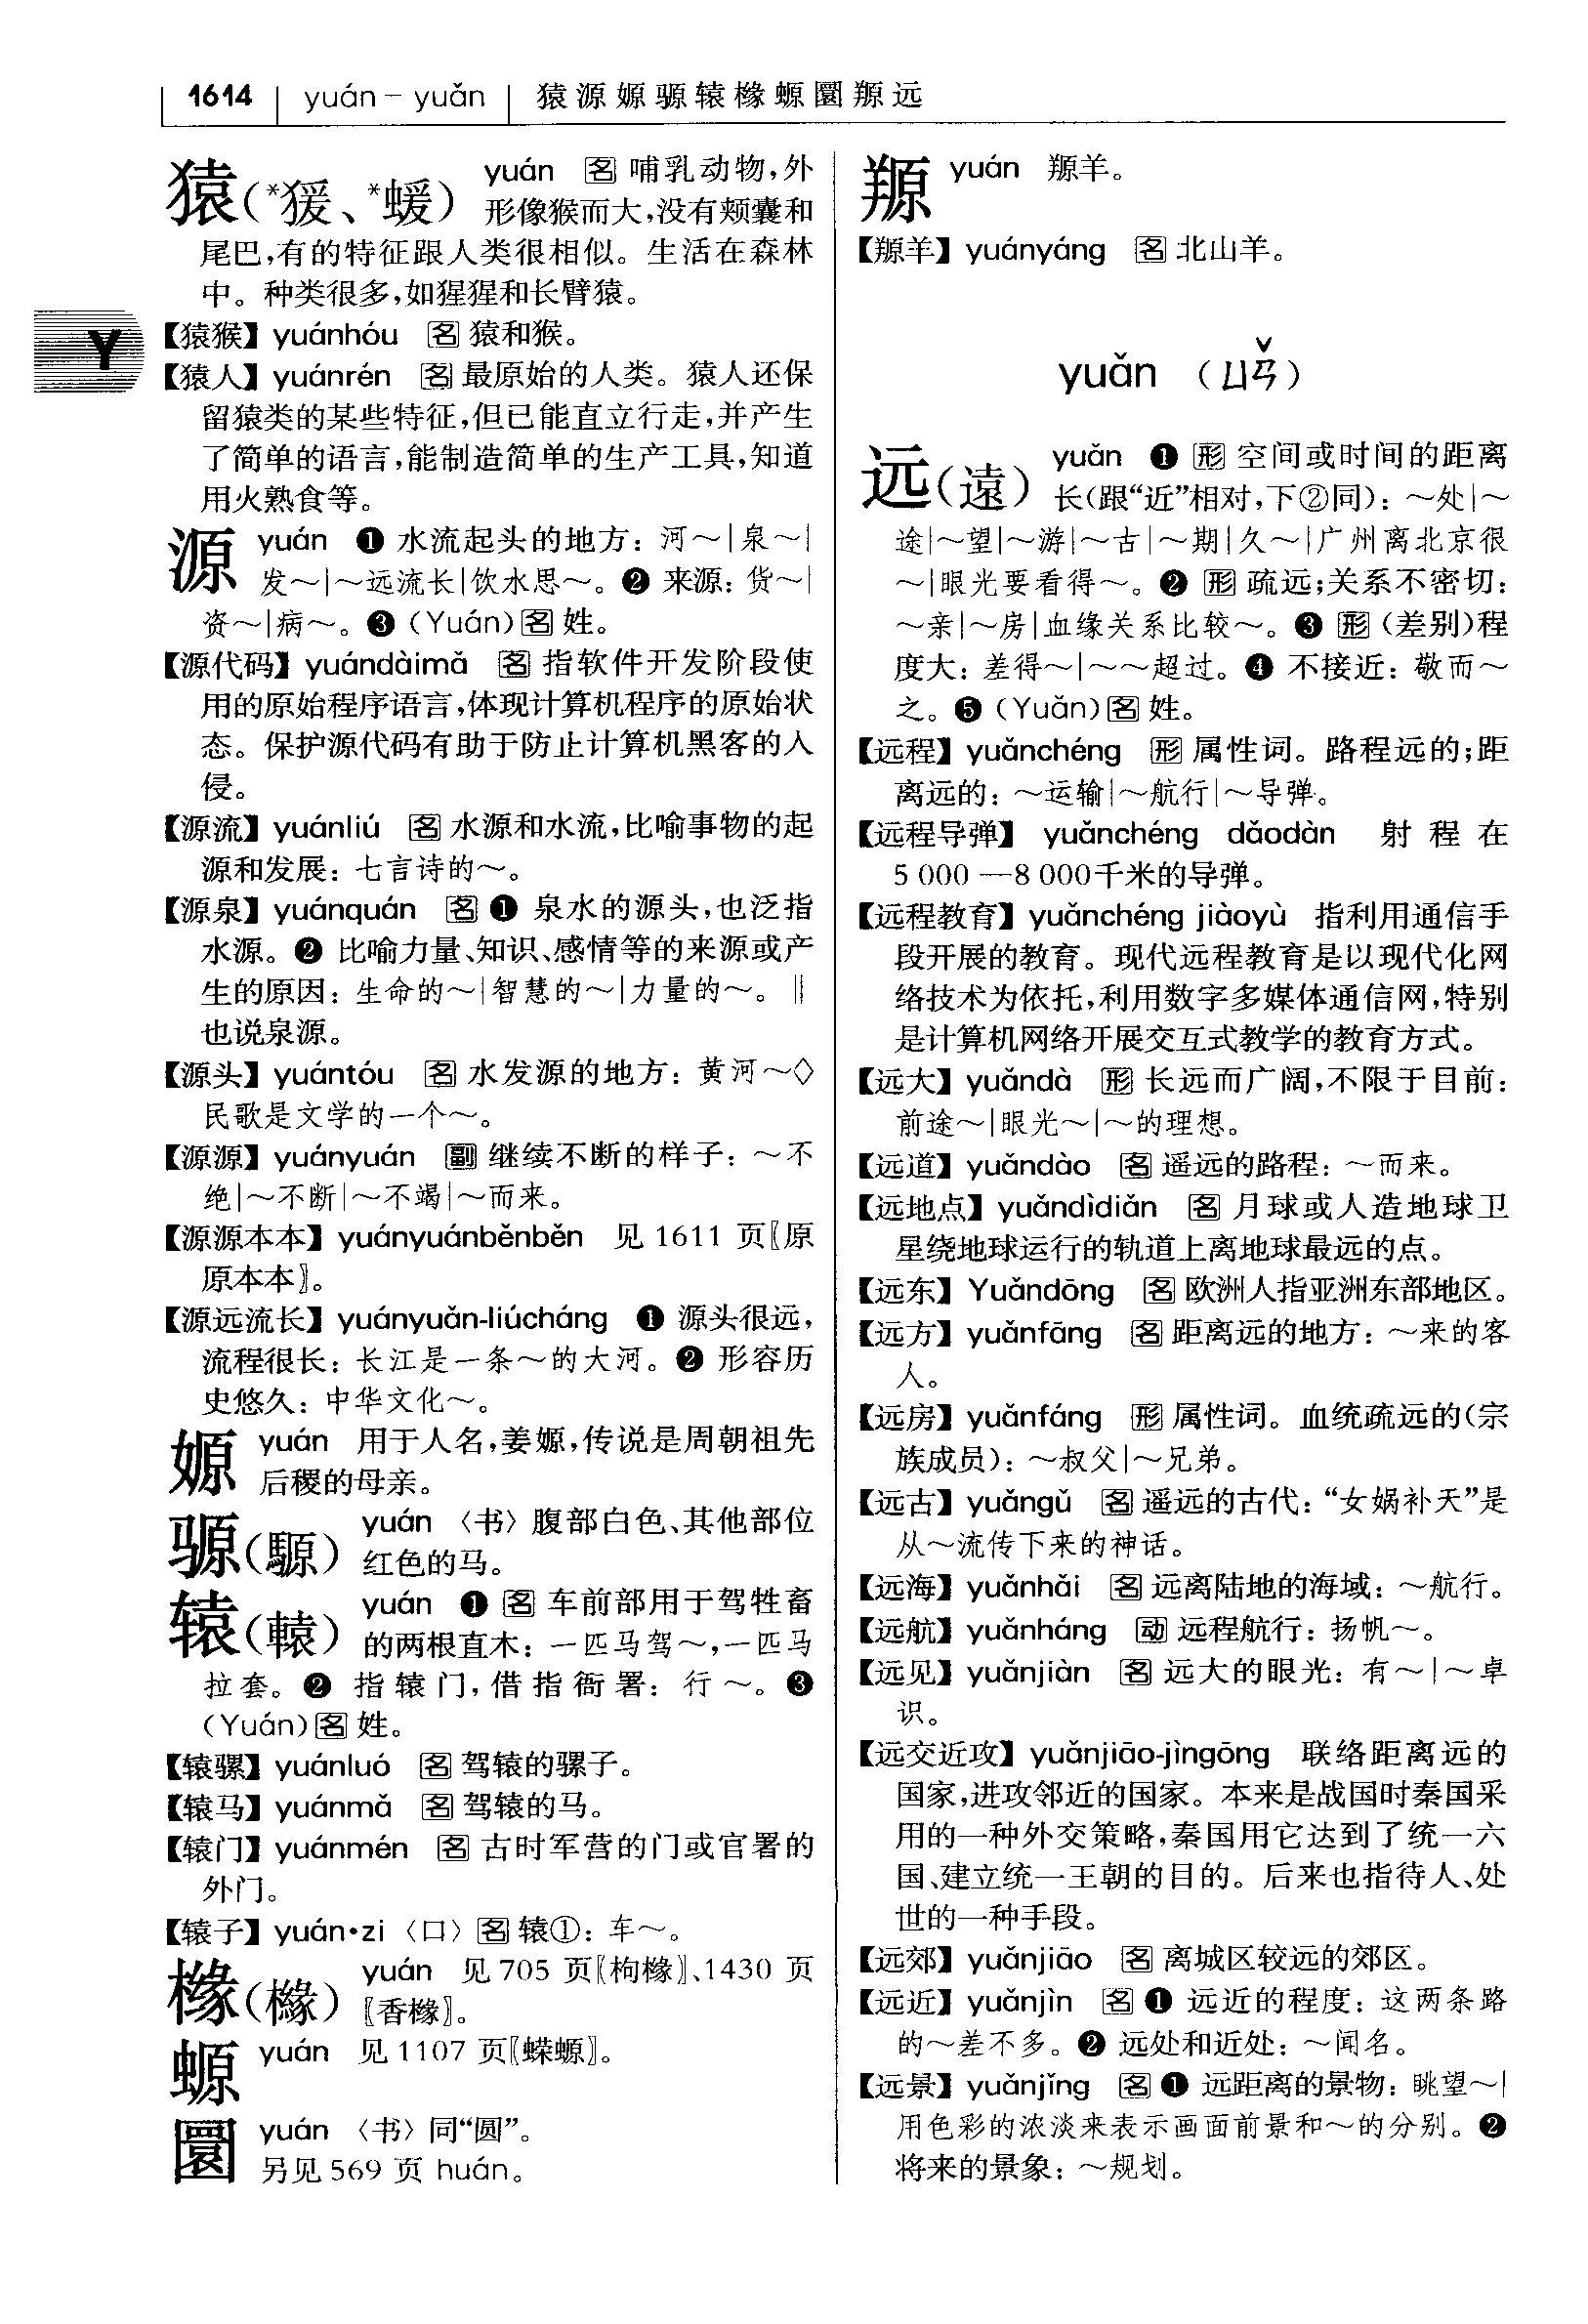 1614 yuán–yuǎn 猿源嫄騵辕橼螈圜羱远
猿(*猨、*蝯) yuán 名 哺乳动物，外
形像猴而大，没有颊囊和
尾巴，有的特征跟人类很相似。生活在森林
中。种类很多，如猩猩和长臂猿。
【猿猴】yuánhóu 名 猿和猴。
【猿人】yuánrén 名 最原始的人类。猿人还保
留猿类的某些特征，但已能直立行走，并产生
了简单的语言，能制造简单的生产工具，知道
用火熟食等。
源 yuán ❶ 水流起头的地方：河～|泉～|
发～|～远流长|饮水思～。❷ 来源：货～|
资～|病～。❸ (Yuán)名 姓。
【源代码】yuándàimǎ 名 指软件开发阶段使
用的原始程序语言，体现计算机程序的原始状
态。保护源代码有助于防止计算机黑客的入
侵。
【源流】yuánliú 名 水源和水流，比喻事物的起
源和发展：七言诗的～。
【源泉】yuánquán 名 ❶ 泉水的源头，也泛指
水源。❷ 比喻力量、知识、感情等的来源或产
生的原因：生命的～|智慧的～|力量的～。‖
也说泉源。
【源头】yuántóu 名 水发源的地方：黄河～◇
民歌是文学的一个～。
【源源】yuányuán 副 继续不断的样子：～不
绝|～不断|～不竭|～而来。
【源源本本】yuányuánběnběn 见 1611 页〖原
原本本〗。
【源远流长】yuányuǎn-liúcháng ❶ 源头很远，
流程很长：长江是一条～的大河。❷ 形容历
史悠久：中华文化～。
嫄 yuán 用于人名，姜嫄，传说是周朝祖先
后稷的母亲。
骡(騵) yuán 〈书〉腹部白色、其他部位
红色的马。
辕(轅) yuán ❶ 名 车前部用于驾牲畜
的两根直木：一匹马驾～，一匹马
拉套。❷ 指辕门，借指衙署：行～。❸
(Yuán)名 姓。
【辕骡】yuánluó 名 驾辕的骡子。
【辕马】yuánmǎ 名 驾辕的马。
【辕门】yuánmén 名 古时军营的门或官署的
外门。
【辕子】yuán•zi〈口〉名 辕①：车～。
橼(櫞) yuán 见 705 页〖枸橼〗、1430 页
〖香橼〗。
螈 yuán 见 1107 页〖蝾螈〗。
圜 yuán 〈书〉同“圆”。
另见 569 页 huán。
Y
羱 yuán 羱羊。
【羱羊】yuányáng 名 北山羊。
yuǎn （ㄩㄢˇ）
远(遠) yuǎn ❶ 形 空间或时间的距离
长(跟“近”相对，下②同)：～处|～
途|～望|～游|～古|～期|久～|广州离北京很
～|眼光要看得～。❷ 形 疏远；关系不密切：
～亲|～房|血缘关系比较～。❸ 形 (差别)程
度大：差得～|～～超过。❹ 不接近：敬而～
之。❺ (Yuǎn)名 姓。
【远程】yuǎnchéng 形 属性词。路程远的；距
离远的：～运输|～航行|～导弹。
【远程导弹】yuǎnchéng dǎodàn 射程在
5 000—8 000千米的导弹。
【远程教育】yuǎnchéng jiàoyù 指利用通信手
段开展的教育。现代远程教育是以现代化网
络技术为依托，利用数字多媒体通信网，特别
是计算机网络开展交互式教学的教育方式。
【远大】yuǎndà 形 长远而广阔，不限于目前：
前途～|眼光～|～的理想。
【远道】yuǎndào 名 遥远的路程：～而来。
【远地点】yuǎndìdiǎn 名 月球或人造地球卫
星绕地球运行的轨道上离地球最远的点。
【远东】Yuǎndōng 名 欧洲人指亚洲东部地区。
【远方】yuǎnfāng 名 距离远的地方：～来的客
人。
【远房】yuǎnfáng 形 属性词。血统疏远的(宗
族成员)：～叔父|～兄弟。
【远古】yuǎngǔ 名 遥远的古代：“女娲补天”是
从～流传下来的神话。
【远海】yuǎnhǎi 名 远离陆地的海域：～航行。
【远航】yuǎnháng 动 远程航行：扬帆～。
【远见】yuǎnjiàn 名 远大的眼光：有～|～卓
识。
【远交近攻】yuǎnjiāo-jìngōng 联络距离远的
国家，进攻邻近的国家。本来是战国时秦国采
用的一种外交策略，秦国用它达到了统一六
国、建立统一王朝的目的。后来也指待人、处
世的一种手段。
【远郊】yuǎnjiāo 名 离城区较远的郊区。
【远近】yuǎnjìn 名 ❶ 远近的程度：这两条路
的～差不多。❷ 远处和近处：～闻名。
【远景】yuǎnjǐng 名 ❶ 远距离的景物：眺望～|
用色彩的浓淡来表示画面前景和～的分别。❷
将来的景象：～规划。